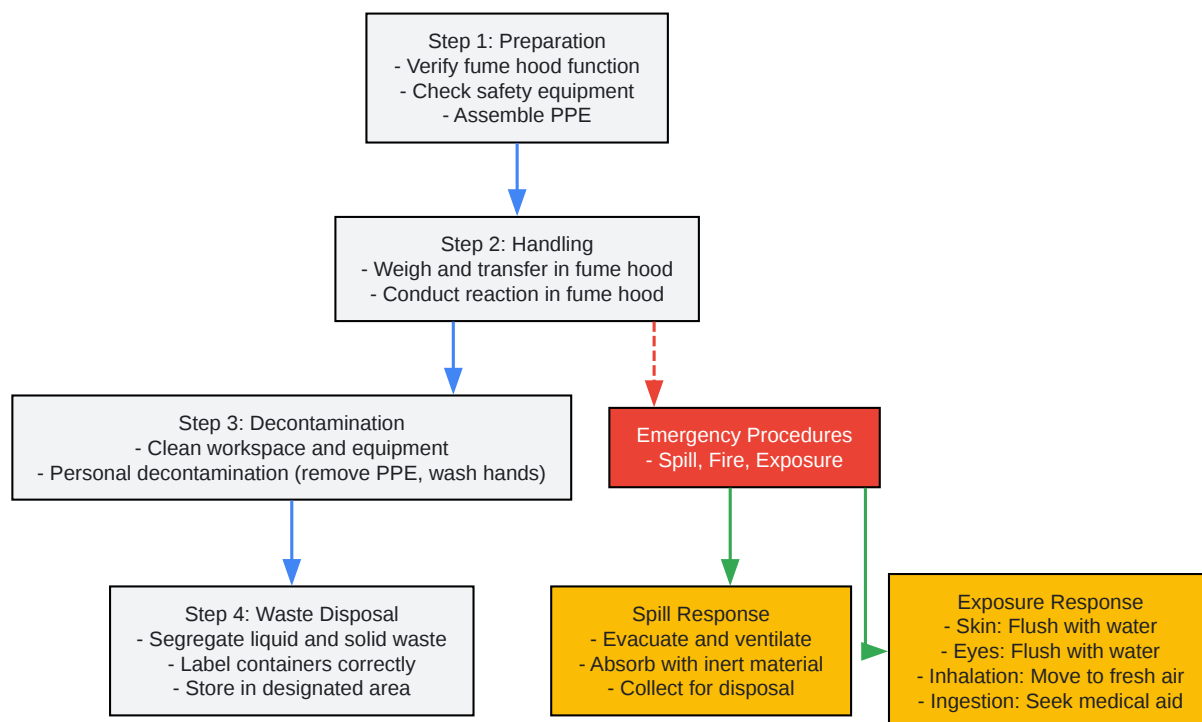 Step 1: Preparation
- Verify fume hood function
- Check safety equipment
- Assemble PPE
Step 2: Handling
- Weigh and transfer in fume hood
- Conduct reaction in fume hood
Step 3: Decontamination
- Clean workspace and equipment
- Personal decontamination (remove PPE, wash hands)
Emergency Procedures
- Spill, Fire, Exposure
Step 4: Waste Disposal
- Segregate liquid and solid waste
- Label containers correctly
- Store in designated area
Spill Response
- Evacuate and ventilate
- Absorb with inert material
- Collect for disposal
Exposure Response
- Skin: Flush with water
- Eyes: Flush with water
- Inhalation: Move to fresh air
- Ingestion: Seek medical aid